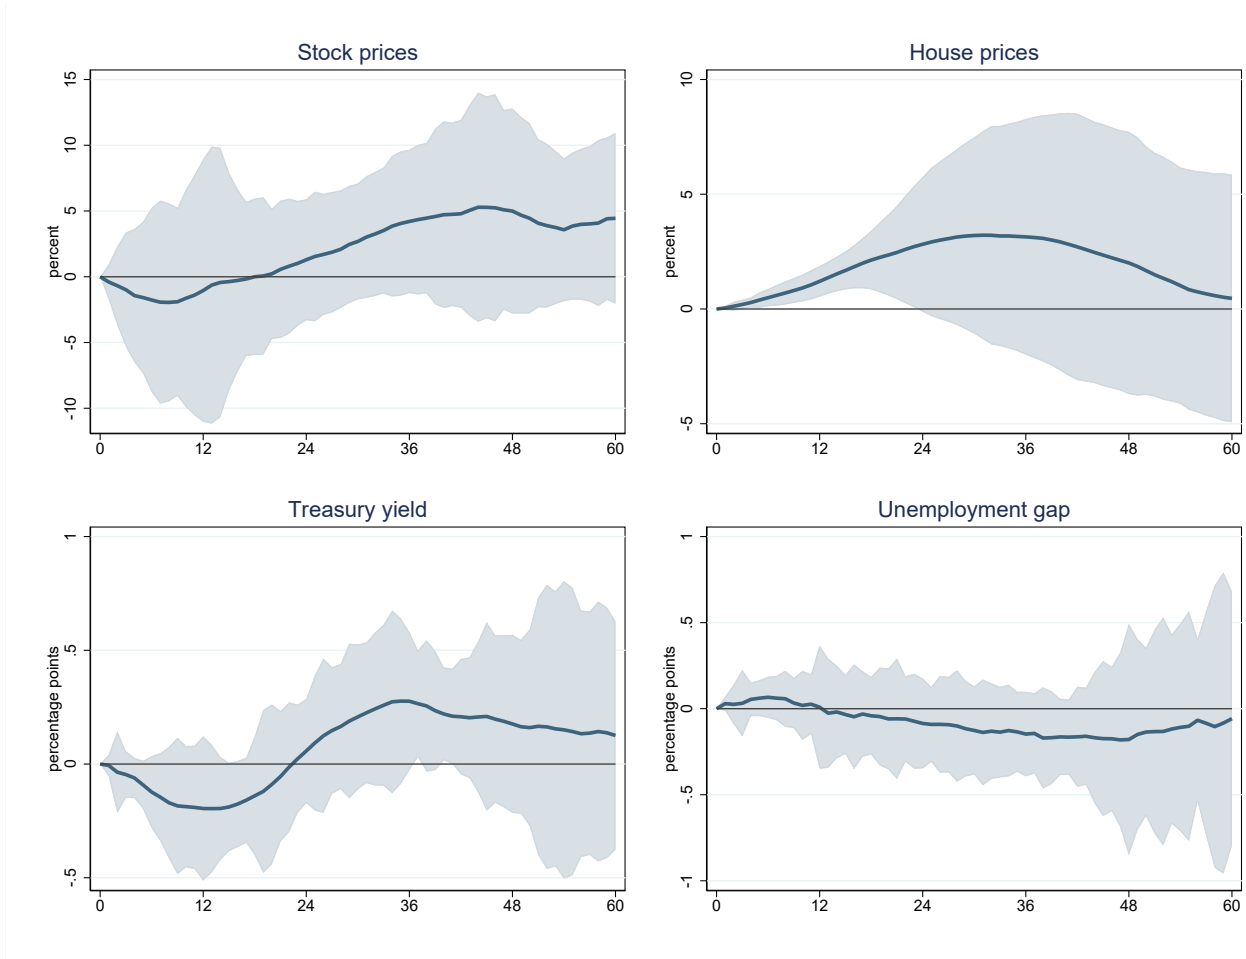 Stock prices
percent
15
10
5
0
-5
-10
0 12 24 36 48 60
House prices
percent
10
5
0
-5
0 12 24 36 48 60
Treasury yield
percentage points
1
.5
0
-.5
0 12 24 36 48 60
Unemployment gap
percentage points
1
.5
0
-.5
-1
0 12 24 36 48 60